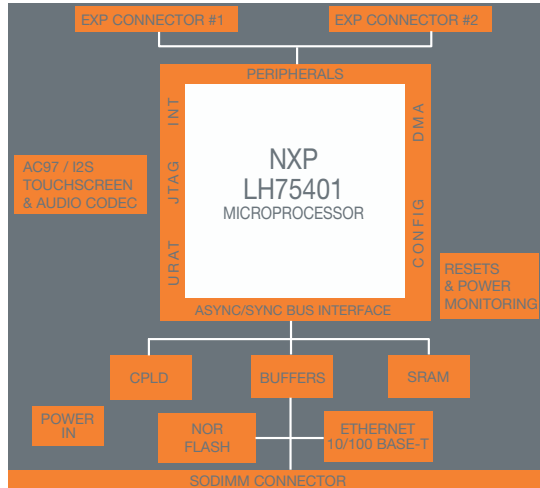 EXP CONNECTOR #1
EXP CONNECTOR #2
PERIPHERALS
INT
DMA
NXP
LH75401
MICROPROCESSOR
AC97 / I2S
TOUCHSCREEN
& AUDIO CODEC
JTAG
CONFIG
URAT
RESETS
& POWER
MONITORING
ASYNC/SYNC BUS INTERFACE
CPLD
BUFFERS
SRAM
POWER
IN
NOR
FLASH
ETHERNET
10/100 BASE-T
SODIMM CONNECTOR